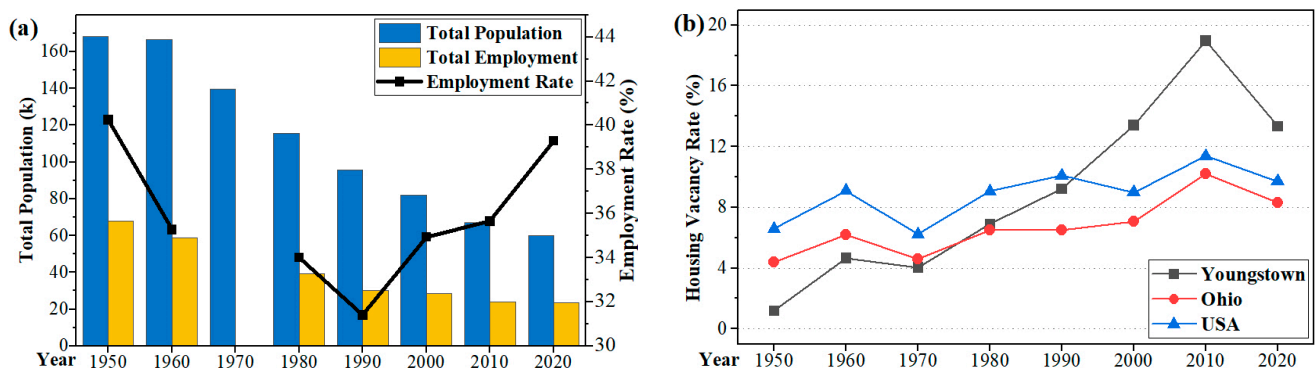 (a)
Total Population
Total Employment
Employment Rate
Total Population (k)
160
140
120
100
80
60
40
20
0
44
42
40
38
36
34
32
30
Employment Rate (%)
Year
1950 1960 1970 1980 1990 2000 2010 2020
(b)
Housing Vacancy Rate (%)
20
16
12
8
4
0
Youngstown
Ohio
USA
Year
1950 1960 1970 1980 1990 2000 2010 2020